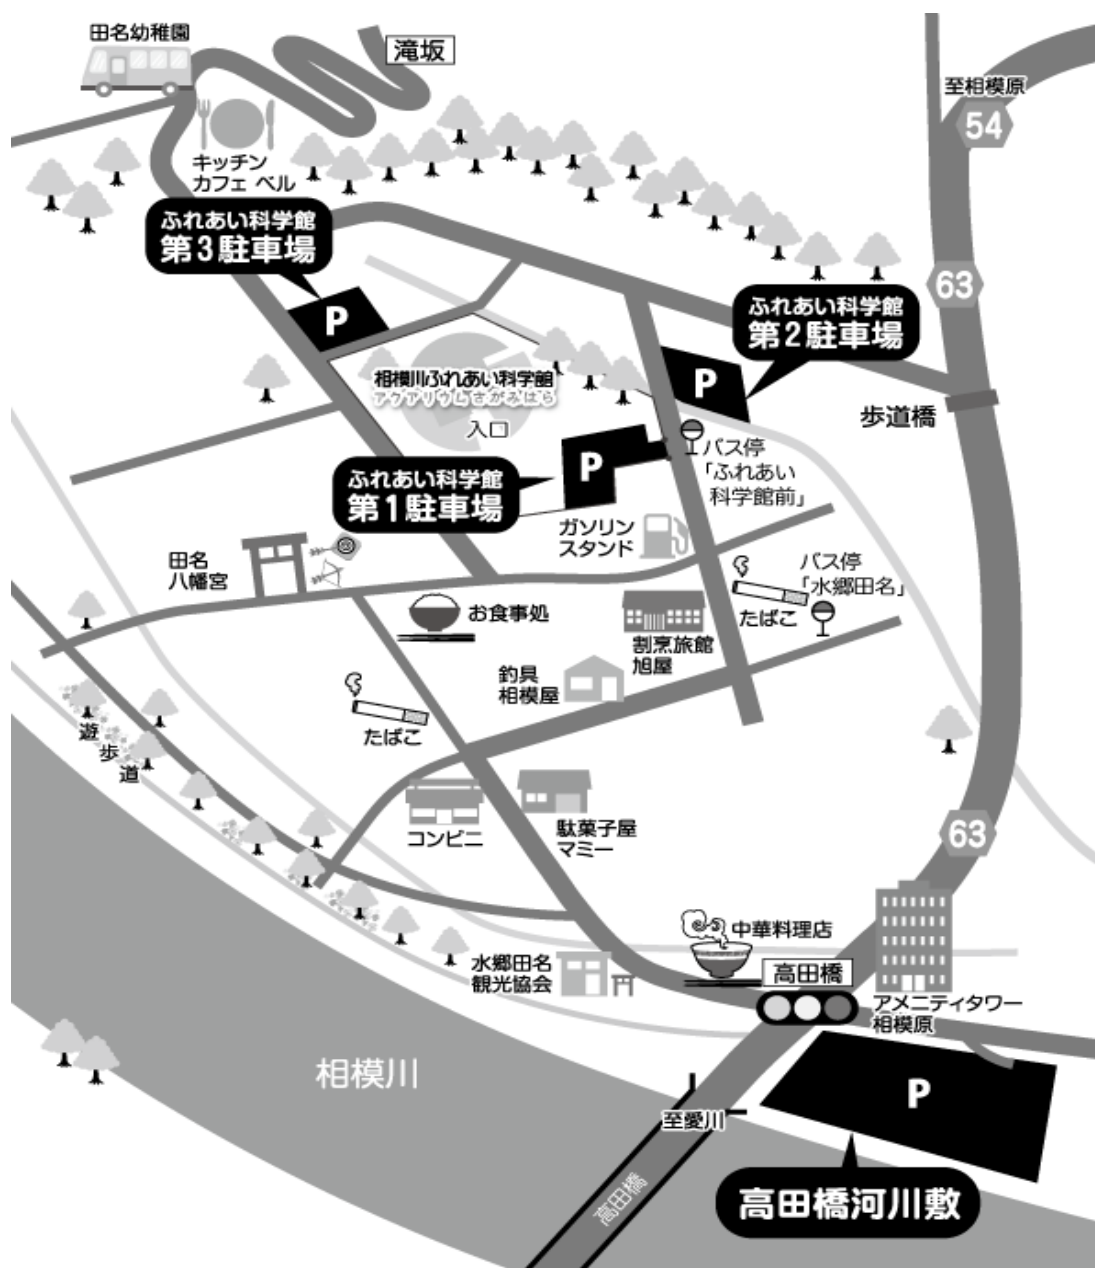 田名幼稚園
滝坂
至相模原
54
キッチン
カフェ ベル
ふれあい科学館
第3駐車場
P
63
ふれあい科学館
第2駐車場
P
相模川ふれあい科学館
アクアリウムさがみはら
入口
歩道橋
バス停
「ふれあい
科学館前」
P
ふれあい科学館
第1駐車場
ガソリン
スタンド
田名
八幡宮
バス停
「水郷田名」
たばこ
お食事処
割烹旅館
旭屋
釣具
相模屋
たばこ
遊
歩
道
コンビニ
駄菓子屋
マミー
63
中華料理店
水郷田名
観光協会
高田橋
アメニティタワー
相模原
相模川
P
至愛川
高田橋
高田橋河川敷